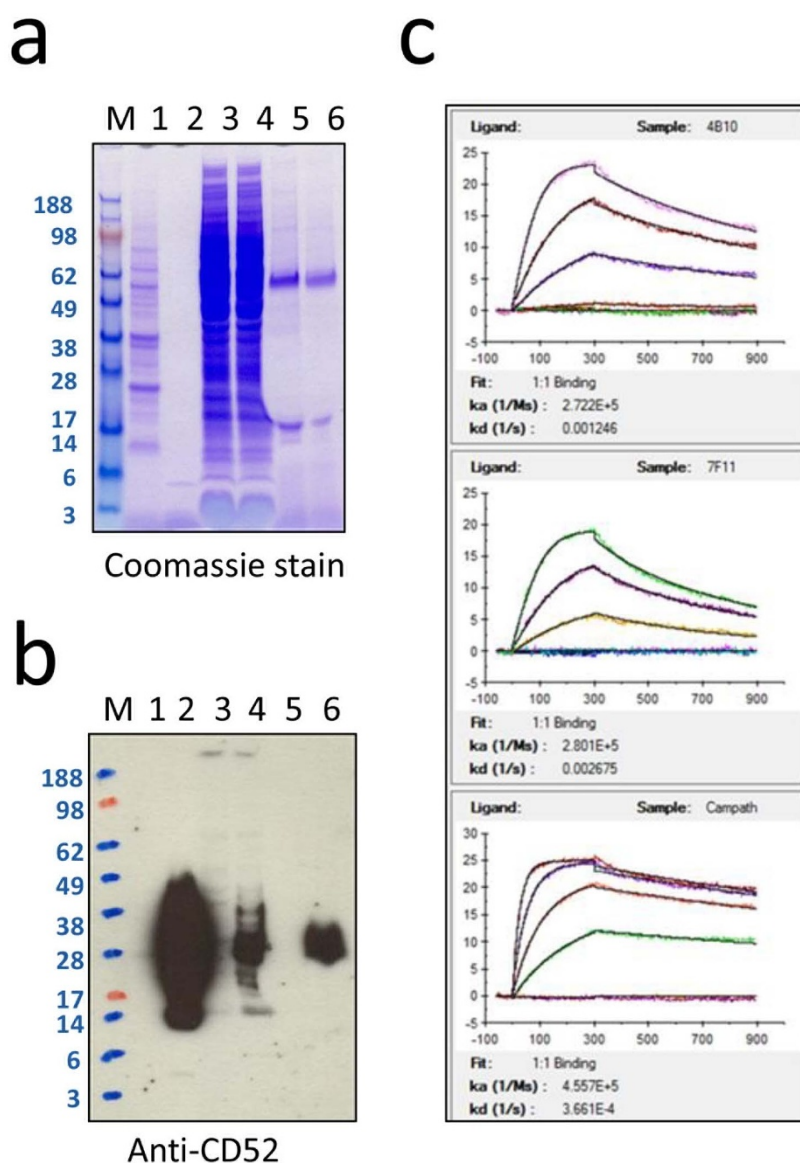 a
M 1 2 3 4 5 6
188
98
62
49
38
28
17
14
6
3
Coomassie stain
b
M 1 2 3 4 5 6
188
98
62
49
38
28
17
14
6
3
Anti-CD52
c
Ligand: Sample: 4B10
25
20
15
10
5
0
-5
-100 100 300 500 700 900
Fit: 1:1 Binding
ka (1/Ms) : 2.722E+5
kd (1/s) : 0.001246
Ligand: Sample: 7F11
25
20
15
10
5
0
-5
-100 100 300 500 700 900
Fit: 1:1 Binding
ka (1/Ms) : 2.801E+5
kd (1/s) : 0.002675
Ligand: Sample: Campath
30
25
20
15
10
5
0
-5
-100 100 300 500 700 900
Fit: 1:1 Binding
ka (1/Ms) : 4.557E+5
kd (1/s) : 3.661E-4